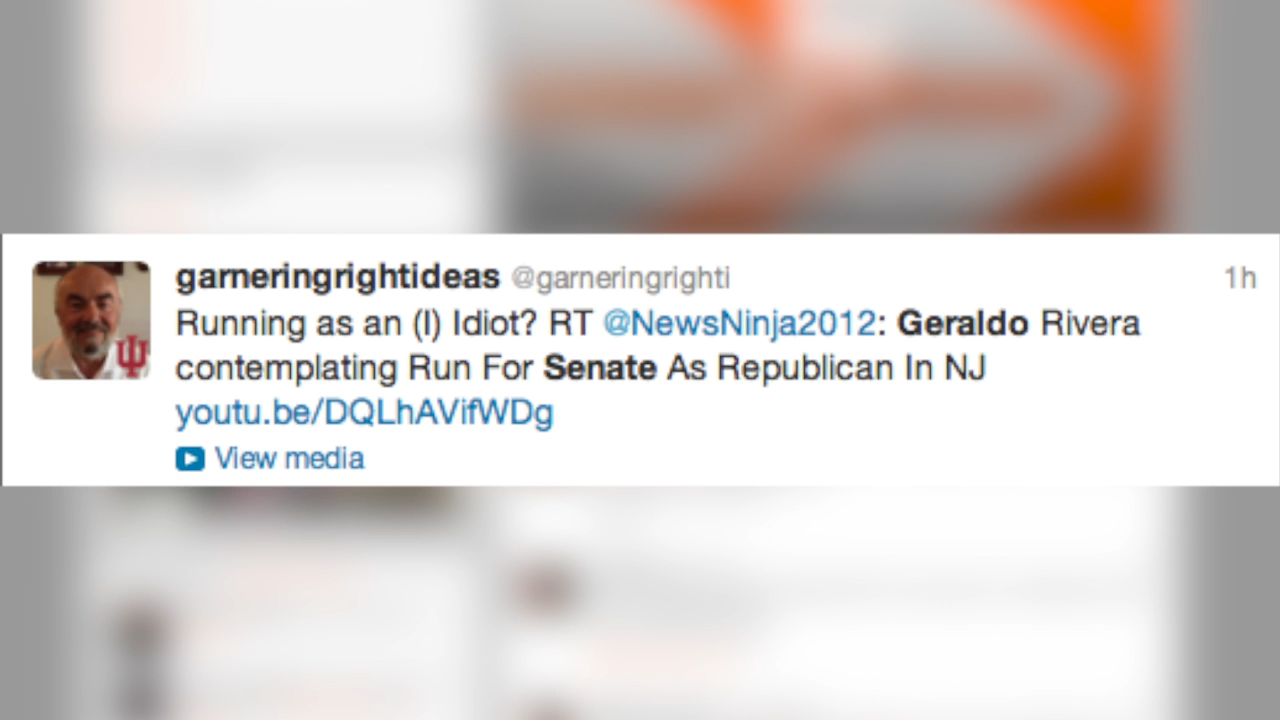 garneringrightideas @garneringrighti 1h
Running as an (I) Idiot? RT @NewsNinja2012: Geraldo Rivera
contemplating Run For Senate As Republican In NJ
youtu.be/DQLhAVifWDg
View media